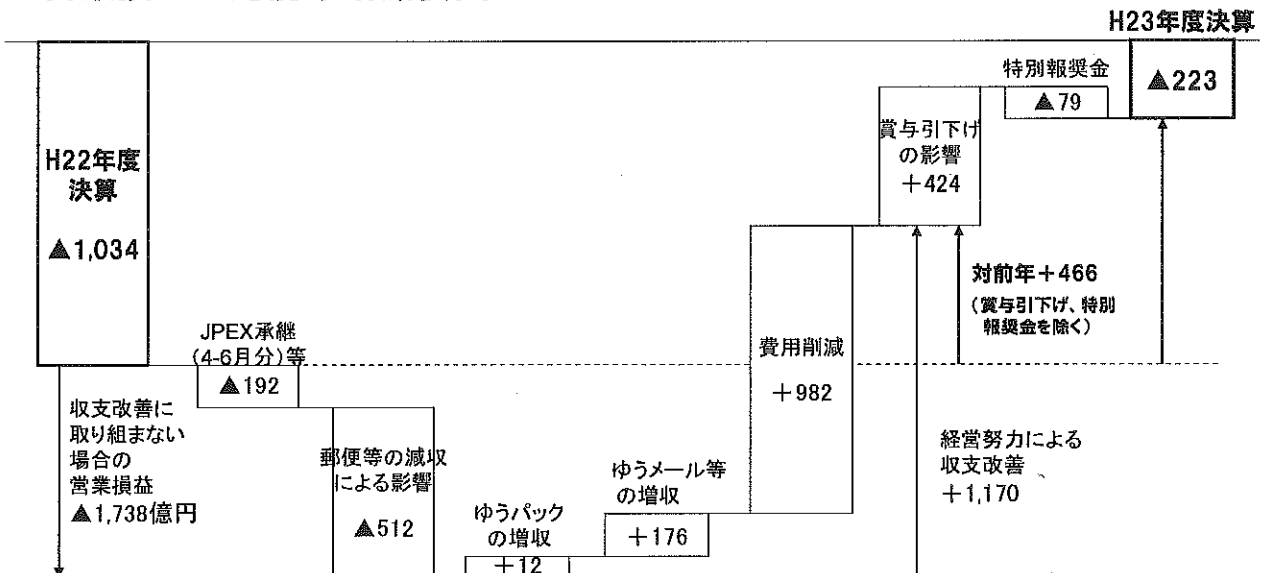 H23年度決算
特別報奨金
▲79
▲223
賞与引下げ
の影響
+424
H22年度
決算
▲1,034
対前年+466
(賞与引下げ、特別
報奨金を除く)
JPEX承継
(4-6月分)等
▲192
費用削減
+982
収支改善に
取り組まない
場合の
営業損益
▲1,738億円
郵便等の減収
による影響
▲512
ゆうパック
の増収
+12
ゆうメール等
の増収
+176
経営努力による
収支改善
+1,170